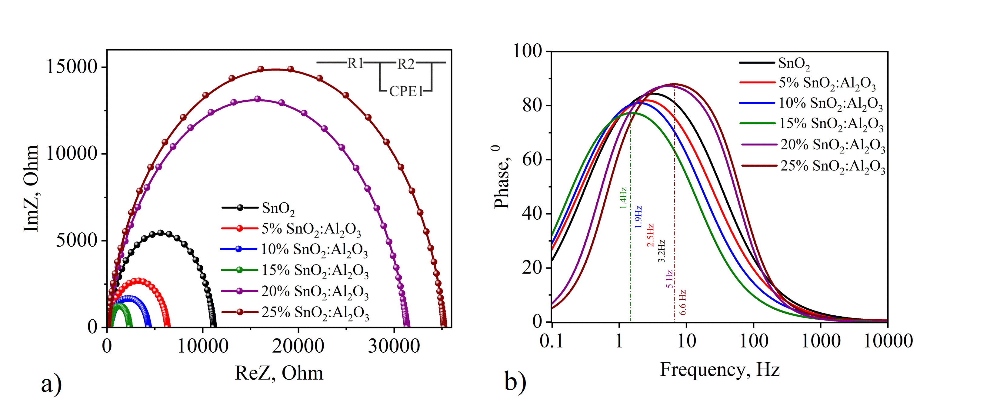 15000
10000
5000
0
ImZ, Ohm
R1
R2
CPE1
SnO2
5% SnO2:Al2O3
10% SnO2:Al2O3
15% SnO2:Al2O3
20% SnO2:Al2O3
25% SnO2:Al2O3
0 10000 20000 30000
ReZ, Ohm
a)
100
80
60
40
20
0
Phase, 0
SnO2
5% SnO2:Al2O3
10% SnO2:Al2O3
15% SnO2:Al2O3
20% SnO2:Al2O3
25% SnO2:Al2O3
1.4Hz
1.9Hz
2.5Hz
3.2Hz
5 Hz
6.6 Hz
0.1 1 10 100 1000 10000
Frequency, Hz
b)